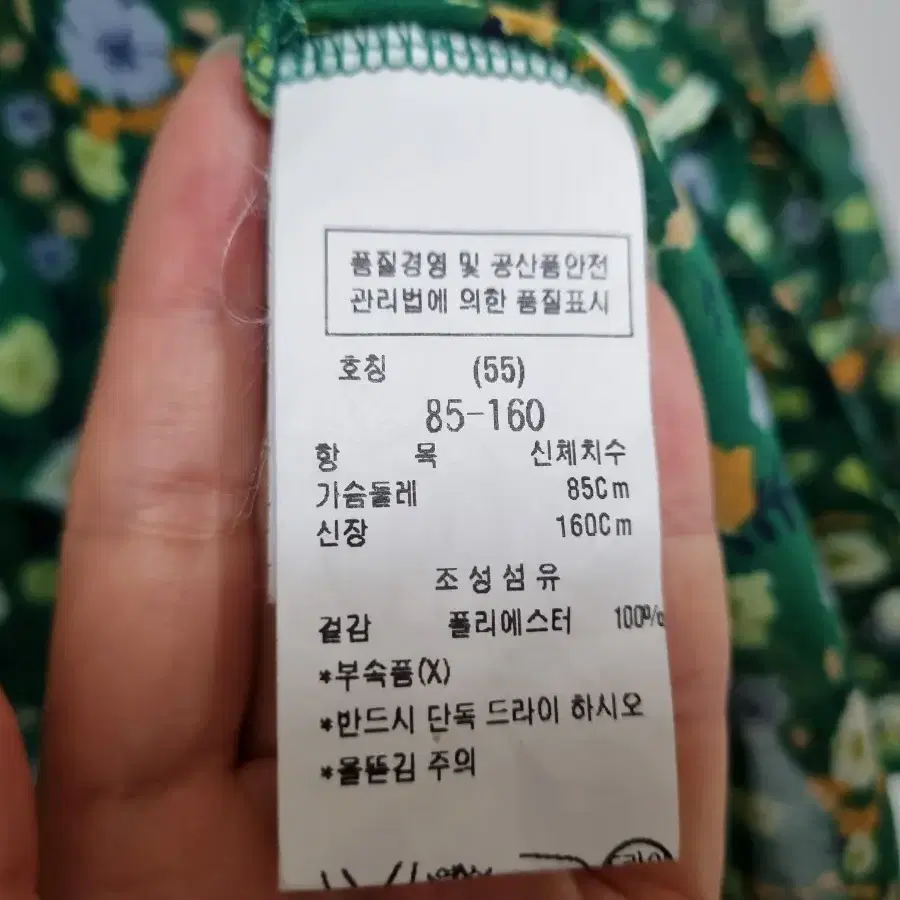 품질경영 및 공산품안전
관리법에 의한 품질표시
호칭 (55)
85-160
항 목 신체치수
가슴둘레 85Cm
신장 160Cm
조성섬유
겉감 폴리에스터 100%
*부속품(X)
*반드시 단독 드라이 하시오
*올뜯김 주의